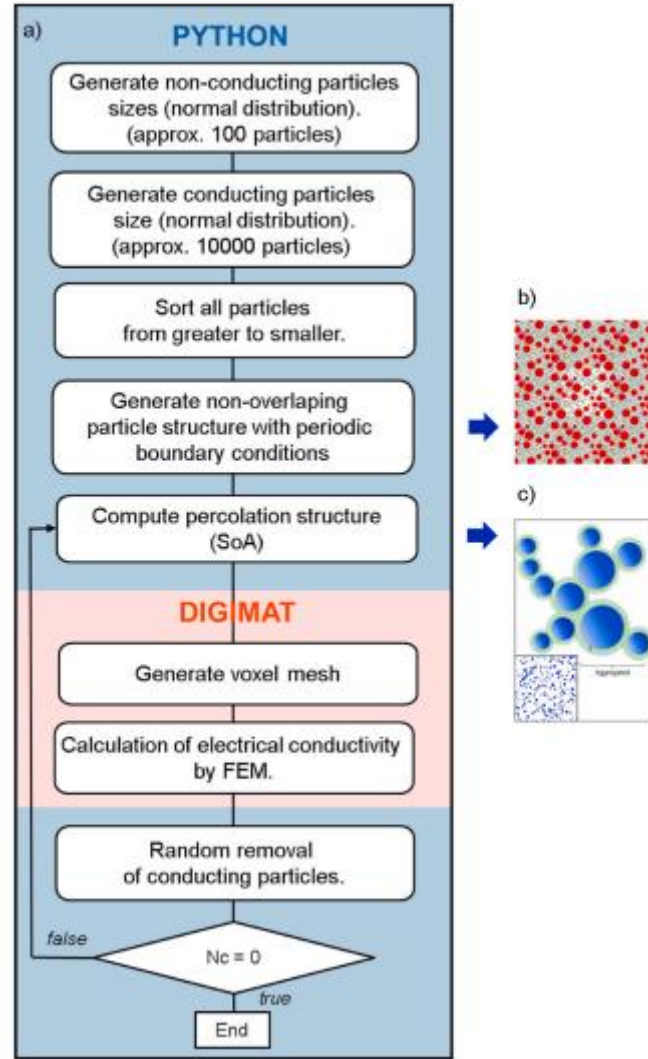 a)
PYTHON
Generate non-conducting particles
sizes (normal distribution).
(approx. 100 particles)
Generate conducting particles
size (normal distribution).
(approx. 10000 particles)
Sort all particles
from greater to smaller.
Generate non-overlaping
particle structure with periodic
boundary conditions
Compute percolation structure
(SoA)
DIGIMAT
Generate voxel mesh
Calculation of electrical conductivity
by FEM.
Random removal
of conducting particles.
false
Nc = 0
true
End
b)
c)
Aggregated